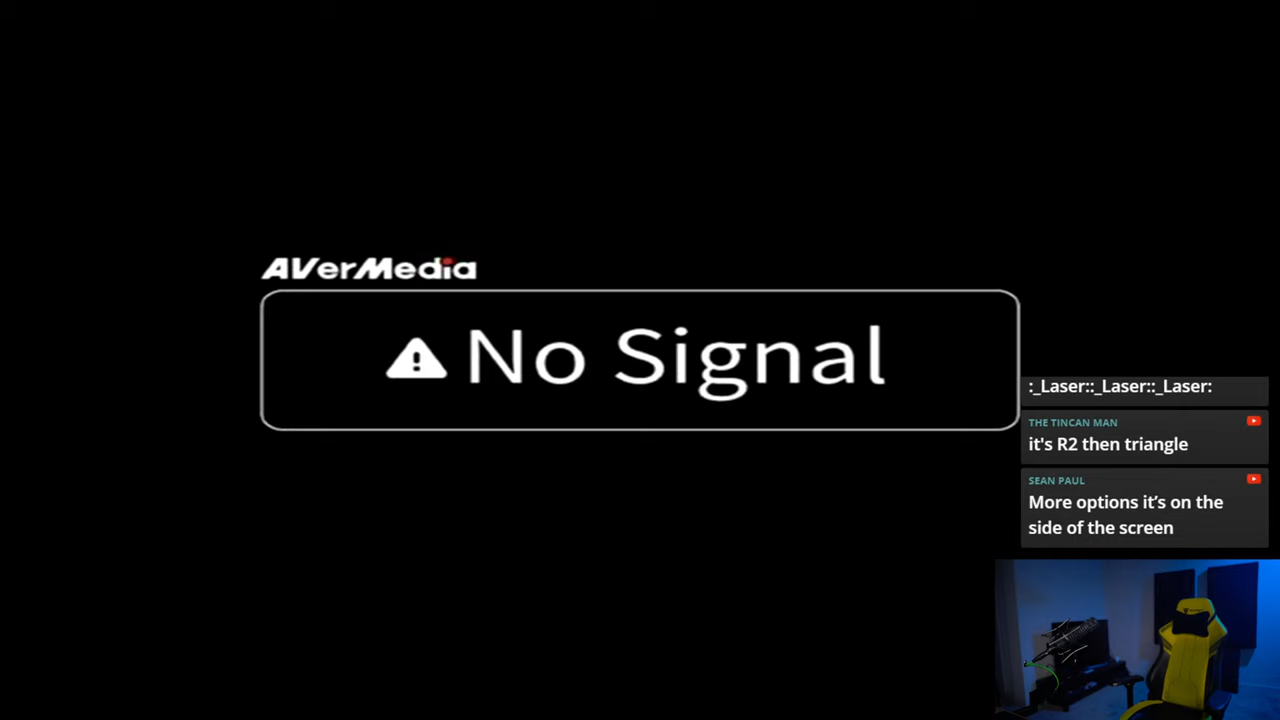 AVerMedia
No Signal
:_Laser::_Laser::_Laser:
THE TINCAN MAN
it's R2 then triangle
SEAN PAUL
More options it’s on the
side of the screen